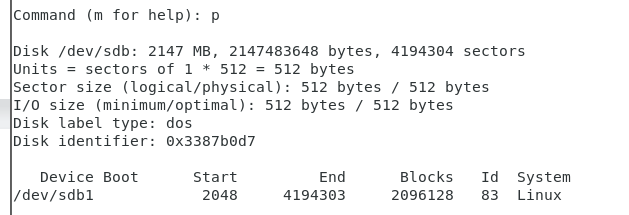 Command (m for help): p
Disk /dev/sdb: 2147 MB, 2147483648 bytes, 4194304 sectors
Units = sectors of 1 * 512 = 512 bytes
Sector size (logical/physical): 512 bytes / 512 bytes
I/O size (minimum/optimal): 512 bytes / 512 bytes
Disk label type: dos
Disk identifier: 0x3387b0d7
Device Boot      Start         End      Blocks   Id  System
/dev/sdb1            2048     4194303     2096128   83  Linux